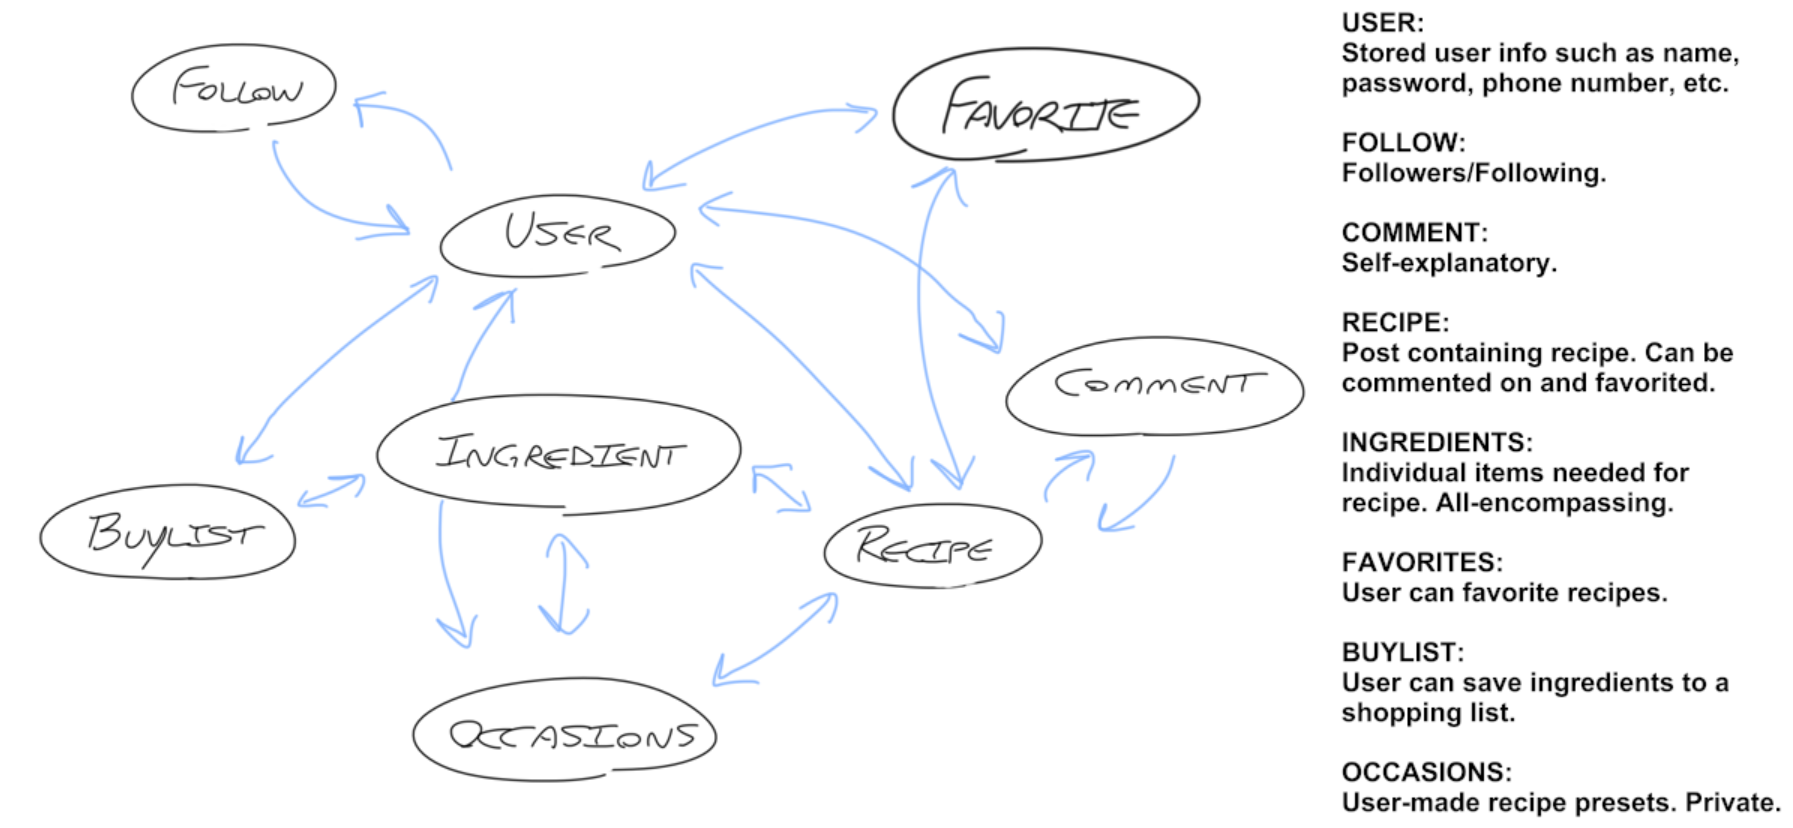 FOLLOW
FAVORITE
USER
COMMENT
INGREDIENT
BUYLIST
RECIPE
OCCASIONS
USER:
Stored user info such as name,
password, phone number, etc.
FOLLOW:
Followers/Following.
COMMENT:
Self-explanatory.
RECIPE:
Post containing recipe. Can be
commented on and favorited.
INGREDIENTS:
Individual items needed for
recipe. All-encompassing.
FAVORITES:
User can favorite recipes.
BUYLIST:
User can save ingredients to a
shopping list.
OCCASIONS:
User-made recipe presets. Private.